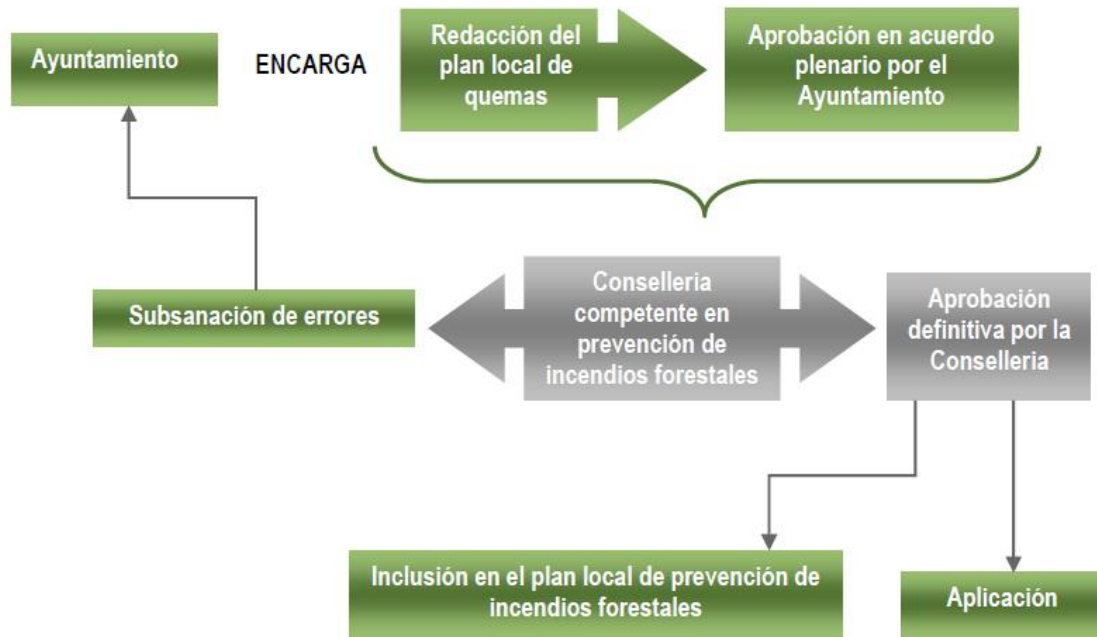 Ayuntamiento
ENCARGA
Redacción del
plan local de
quemas
Aprobación en acuerdo
plenario por el
Ayuntamiento
Subsanación de errores
Consellería
competente en
prevención de
incendios forestales
Aprobación
definitiva por la
Conselleria
Inclusión en el plan local de prevención de
incendios forestales
Aplicación